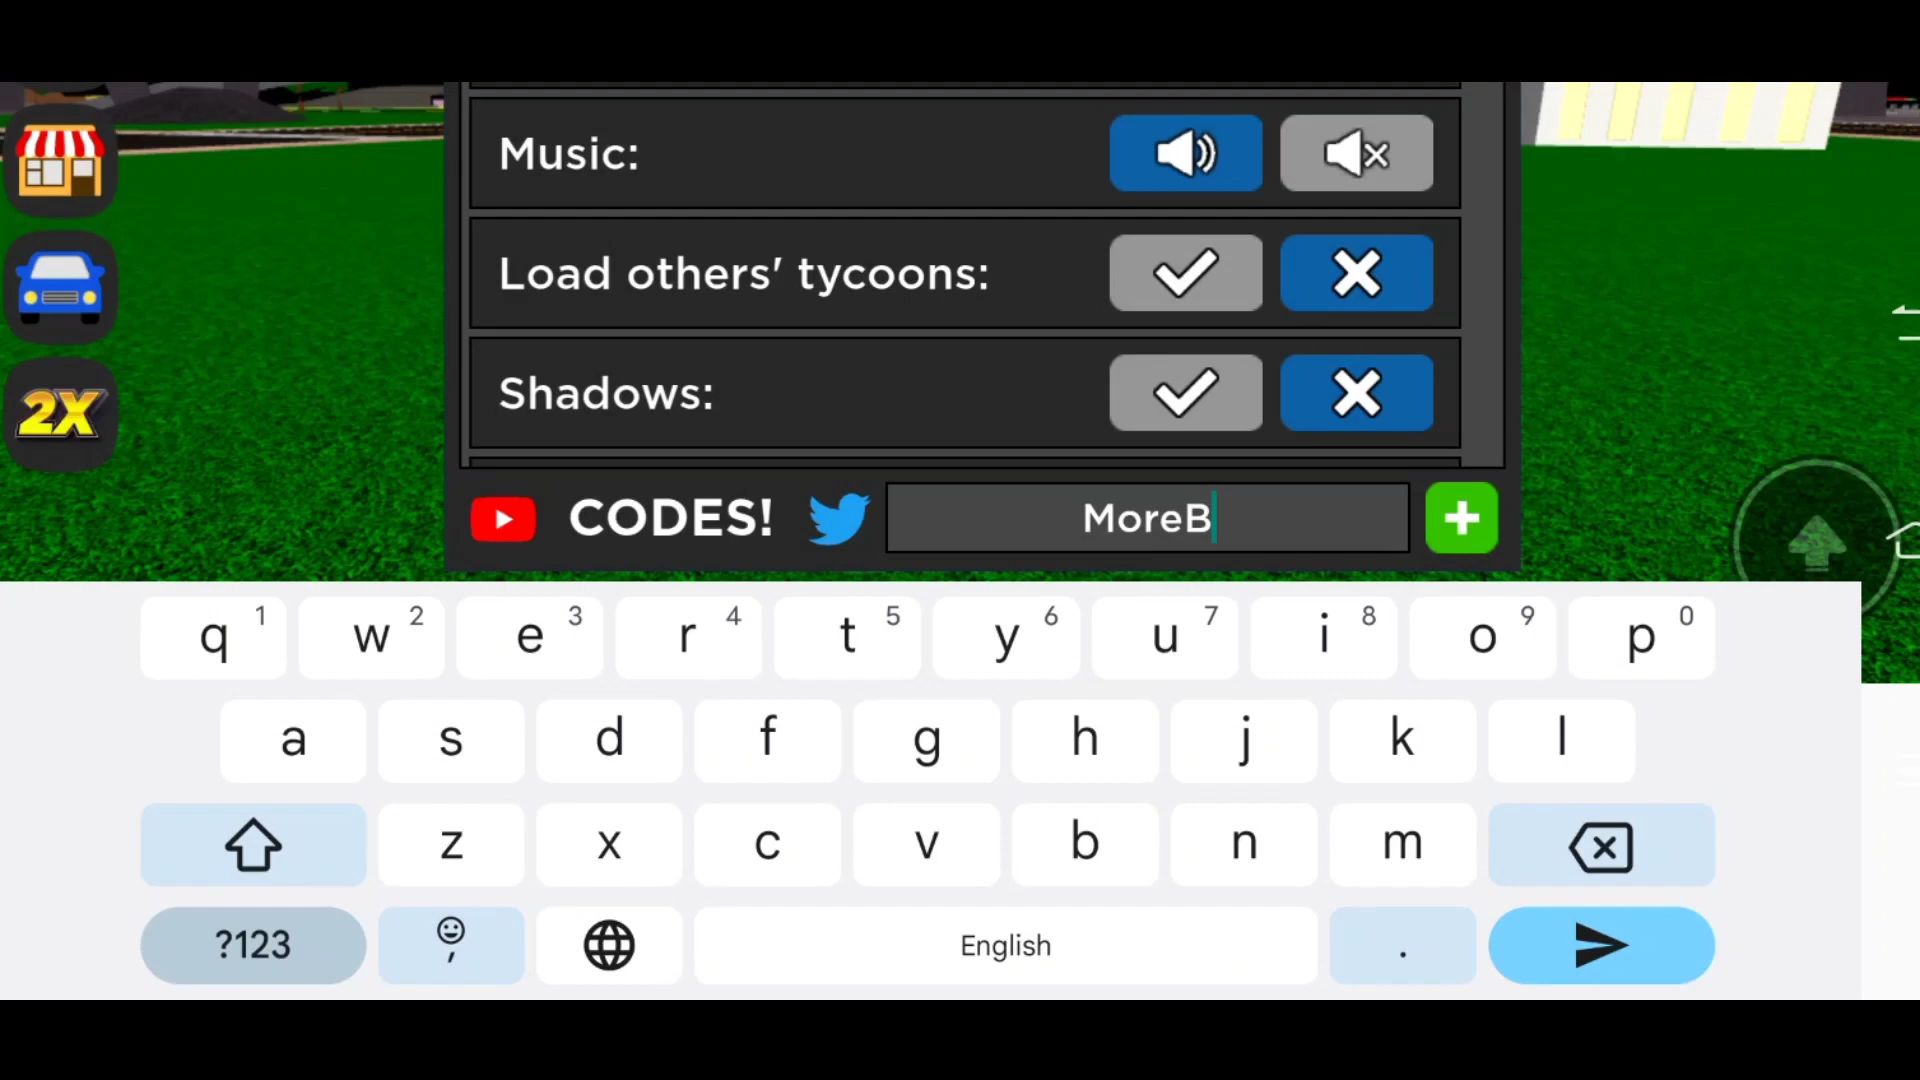 Music:
Load others' tycoons:
Shadows:
2X
CODES! MoreB
q 1 w 2 e 3 r 4 t 5 y 6 u 7 i 8 o 9 p 0
a s d f g h j k l
z x c v b n m
?123 , English .